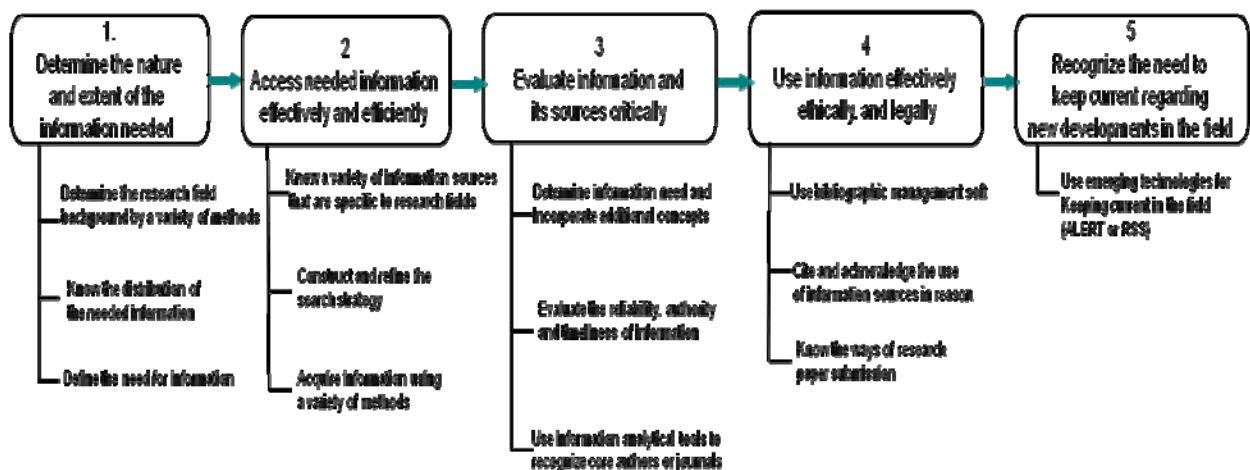 1.
Determine the nature
and extent of the
information needed
Determine the research field
background by a variety of methods
Know the distribution of
the needed information
Define the need for information
2
Access needed information
effectively and efficiently
Know a variety of information sources
that are specific to research fields
Construct and refine the
search strategy
Acquire information using
a variety of methods
3
Evaluate information and
its sources critically
Determine information need and
incorporate additional concepts
Evaluate the reliability, authority
and timeliness of information
Use information analytical tools to
recognize core authors or journals
4
Use information effectively
ethically, and legally
Use bibliographic management soft
Cite and acknowledge the use
of information sources in reason
Know the ways of research
paper submission
5
Recognize the need to
keep current regarding
new developments in the field
Use emerging technologies for
Keeping current in the field
(ALERT or RSS)